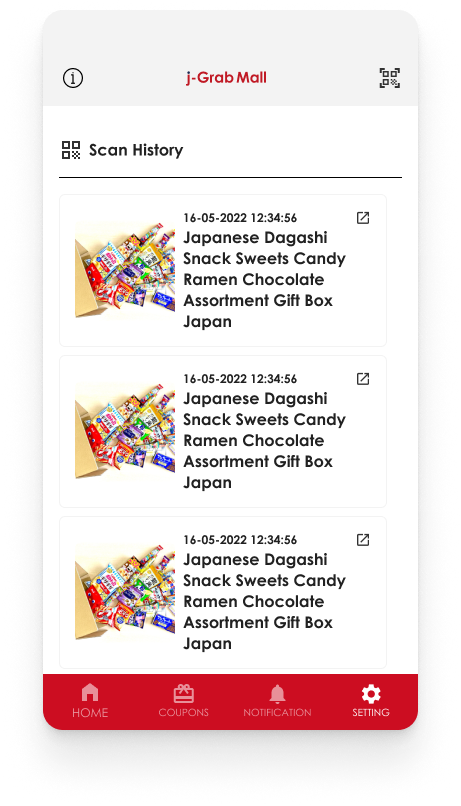 j-Grab Mall
Scan History
16-05-2022 12:34:56
Japanese Dagashi
Snack Sweets Candy
Ramen Chocolate
Assortment Gift Box
Japan
16-05-2022 12:34:56
Japanese Dagashi
Snack Sweets Candy
Ramen Chocolate
Assortment Gift Box
Japan
16-05-2022 12:34:56
Japanese Dagashi
Snack Sweets Candy
Ramen Chocolate
Assortment Gift Box
Japan
HOME COUPONS NOTIFICATION SETTING